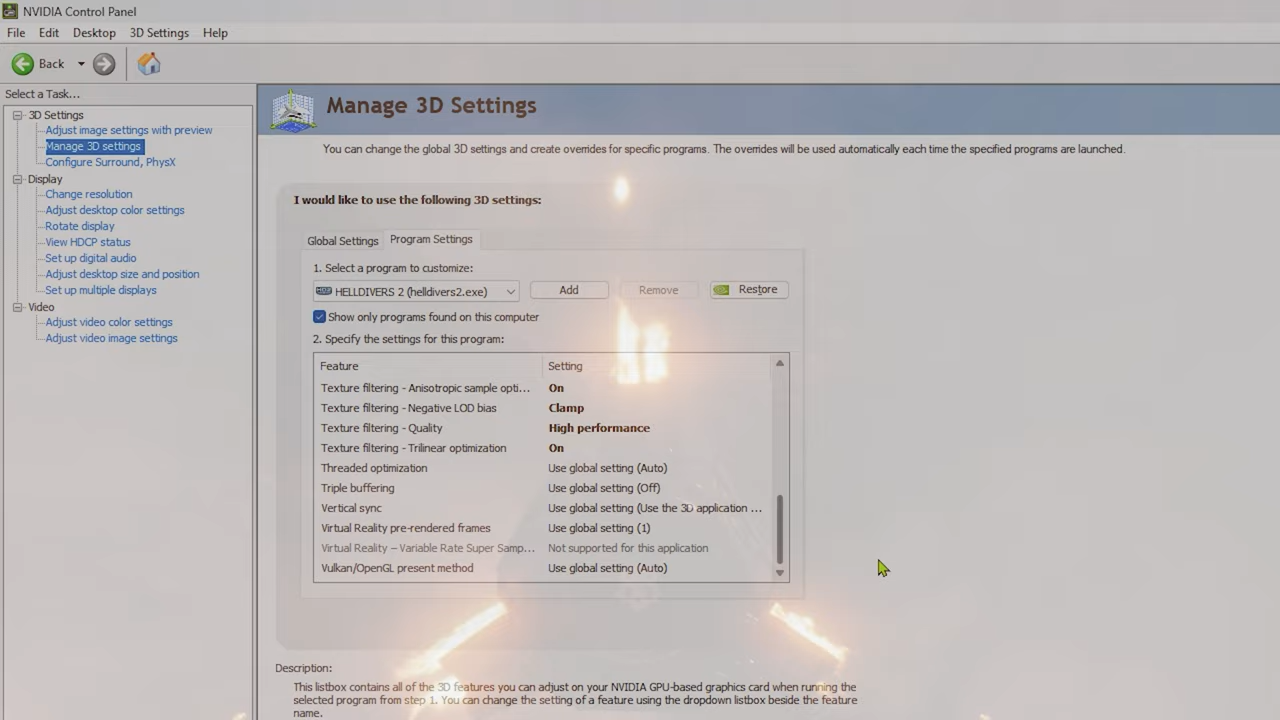 NVIDIA Control Panel
File Edit Desktop 3D Settings Help
Back
Select a Task...
3D Settings
Adjust image settings with preview
Manage 3D settings
Configure Surround, PhysX
Display
Change resolution
Adjust desktop color settings
Rotate display
View HDCP status
Set up digital audio
Adjust desktop size and position
Set up multiple displays
Video
Adjust video color settings
Adjust video image settings
Manage 3D Settings
You can change the global 3D settings and create overrides for specific programs. The overrides will be used automatically each time the specified programs are launched.
I would like to use the following 3D settings:
Global Settings Program Settings
1. Select a program to customize:
HELLDIVERS 2 (helldivers2.exe) Add Remove Restore
Show only programs found on this computer
2. Specify the settings for this program:
Feature Setting
Texture filtering - Anisotropic sample opti... On
Texture filtering - Negative LOD bias Clamp
Texture filtering - Quality High performance
Texture filtering - Trilinear optimization On
Threaded optimization Use global setting (Auto)
Triple buffering Use global setting (Off)
Vertical sync Use global setting (Use the 3D application ...
Virtual Reality pre-rendered frames Use global setting (1)
Virtual Reality – Variable Rate Super Samp... Not supported for this application
Vulkan/OpenGL present method Use global setting (Auto)
Description:
This listbox contains all of the 3D features you can adjust on your NVIDIA GPU-based graphics card when running the
selected program from step 1. You can change the setting of a feature using the dropdown listbox beside the feature
name.